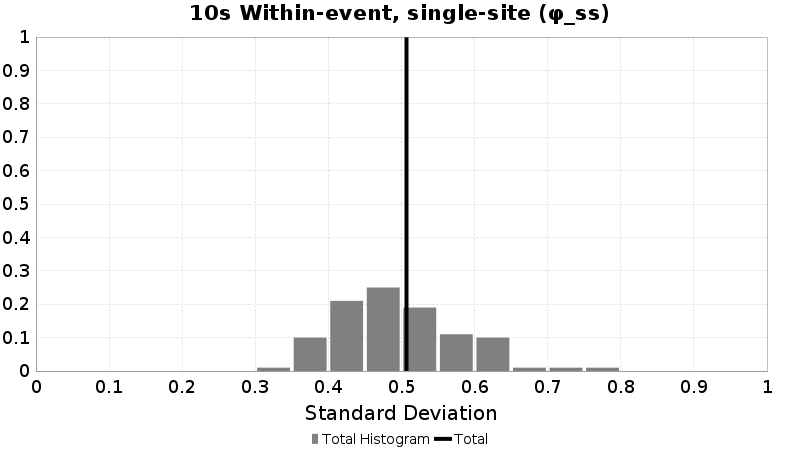 10s Within-event, single-site (φ_ss)
1
0.9
0.8
0.7
0.6
0.5
0.4
0.3
0.2
0.1
0
0 0.1 0.2 0.3 0.4 0.5 0.6 0.7 0.8 0.9 1
Standard Deviation
Total Histogram Total